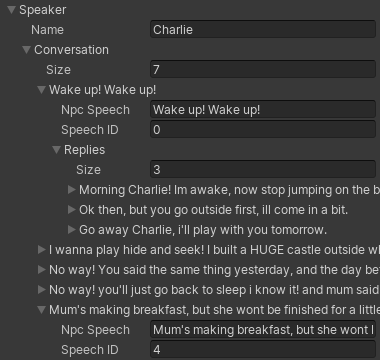 Speaker
Name Charlie
Conversation
Size 7
Wake up! Wake up!
Npc Speech Wake up! Wake up!
Speech ID 0
Replies
Size 3
Morning Charlie! Im awake, now stop jumping on the b
Ok then, but you go outside first, ill come in a bit.
Go away Charlie, i'll play with you tomorrow.
I wanna play hide and seek! I built a HUGE castle outside wh
No way! You said the same thing yesterday, and the day bef
No way! you'll just go back to sleep i know it! and mum said
Mum's making breakfast, but she wont be finished for a little
Npc Speech Mum's making breakfast, but she wont l
Speech ID 4